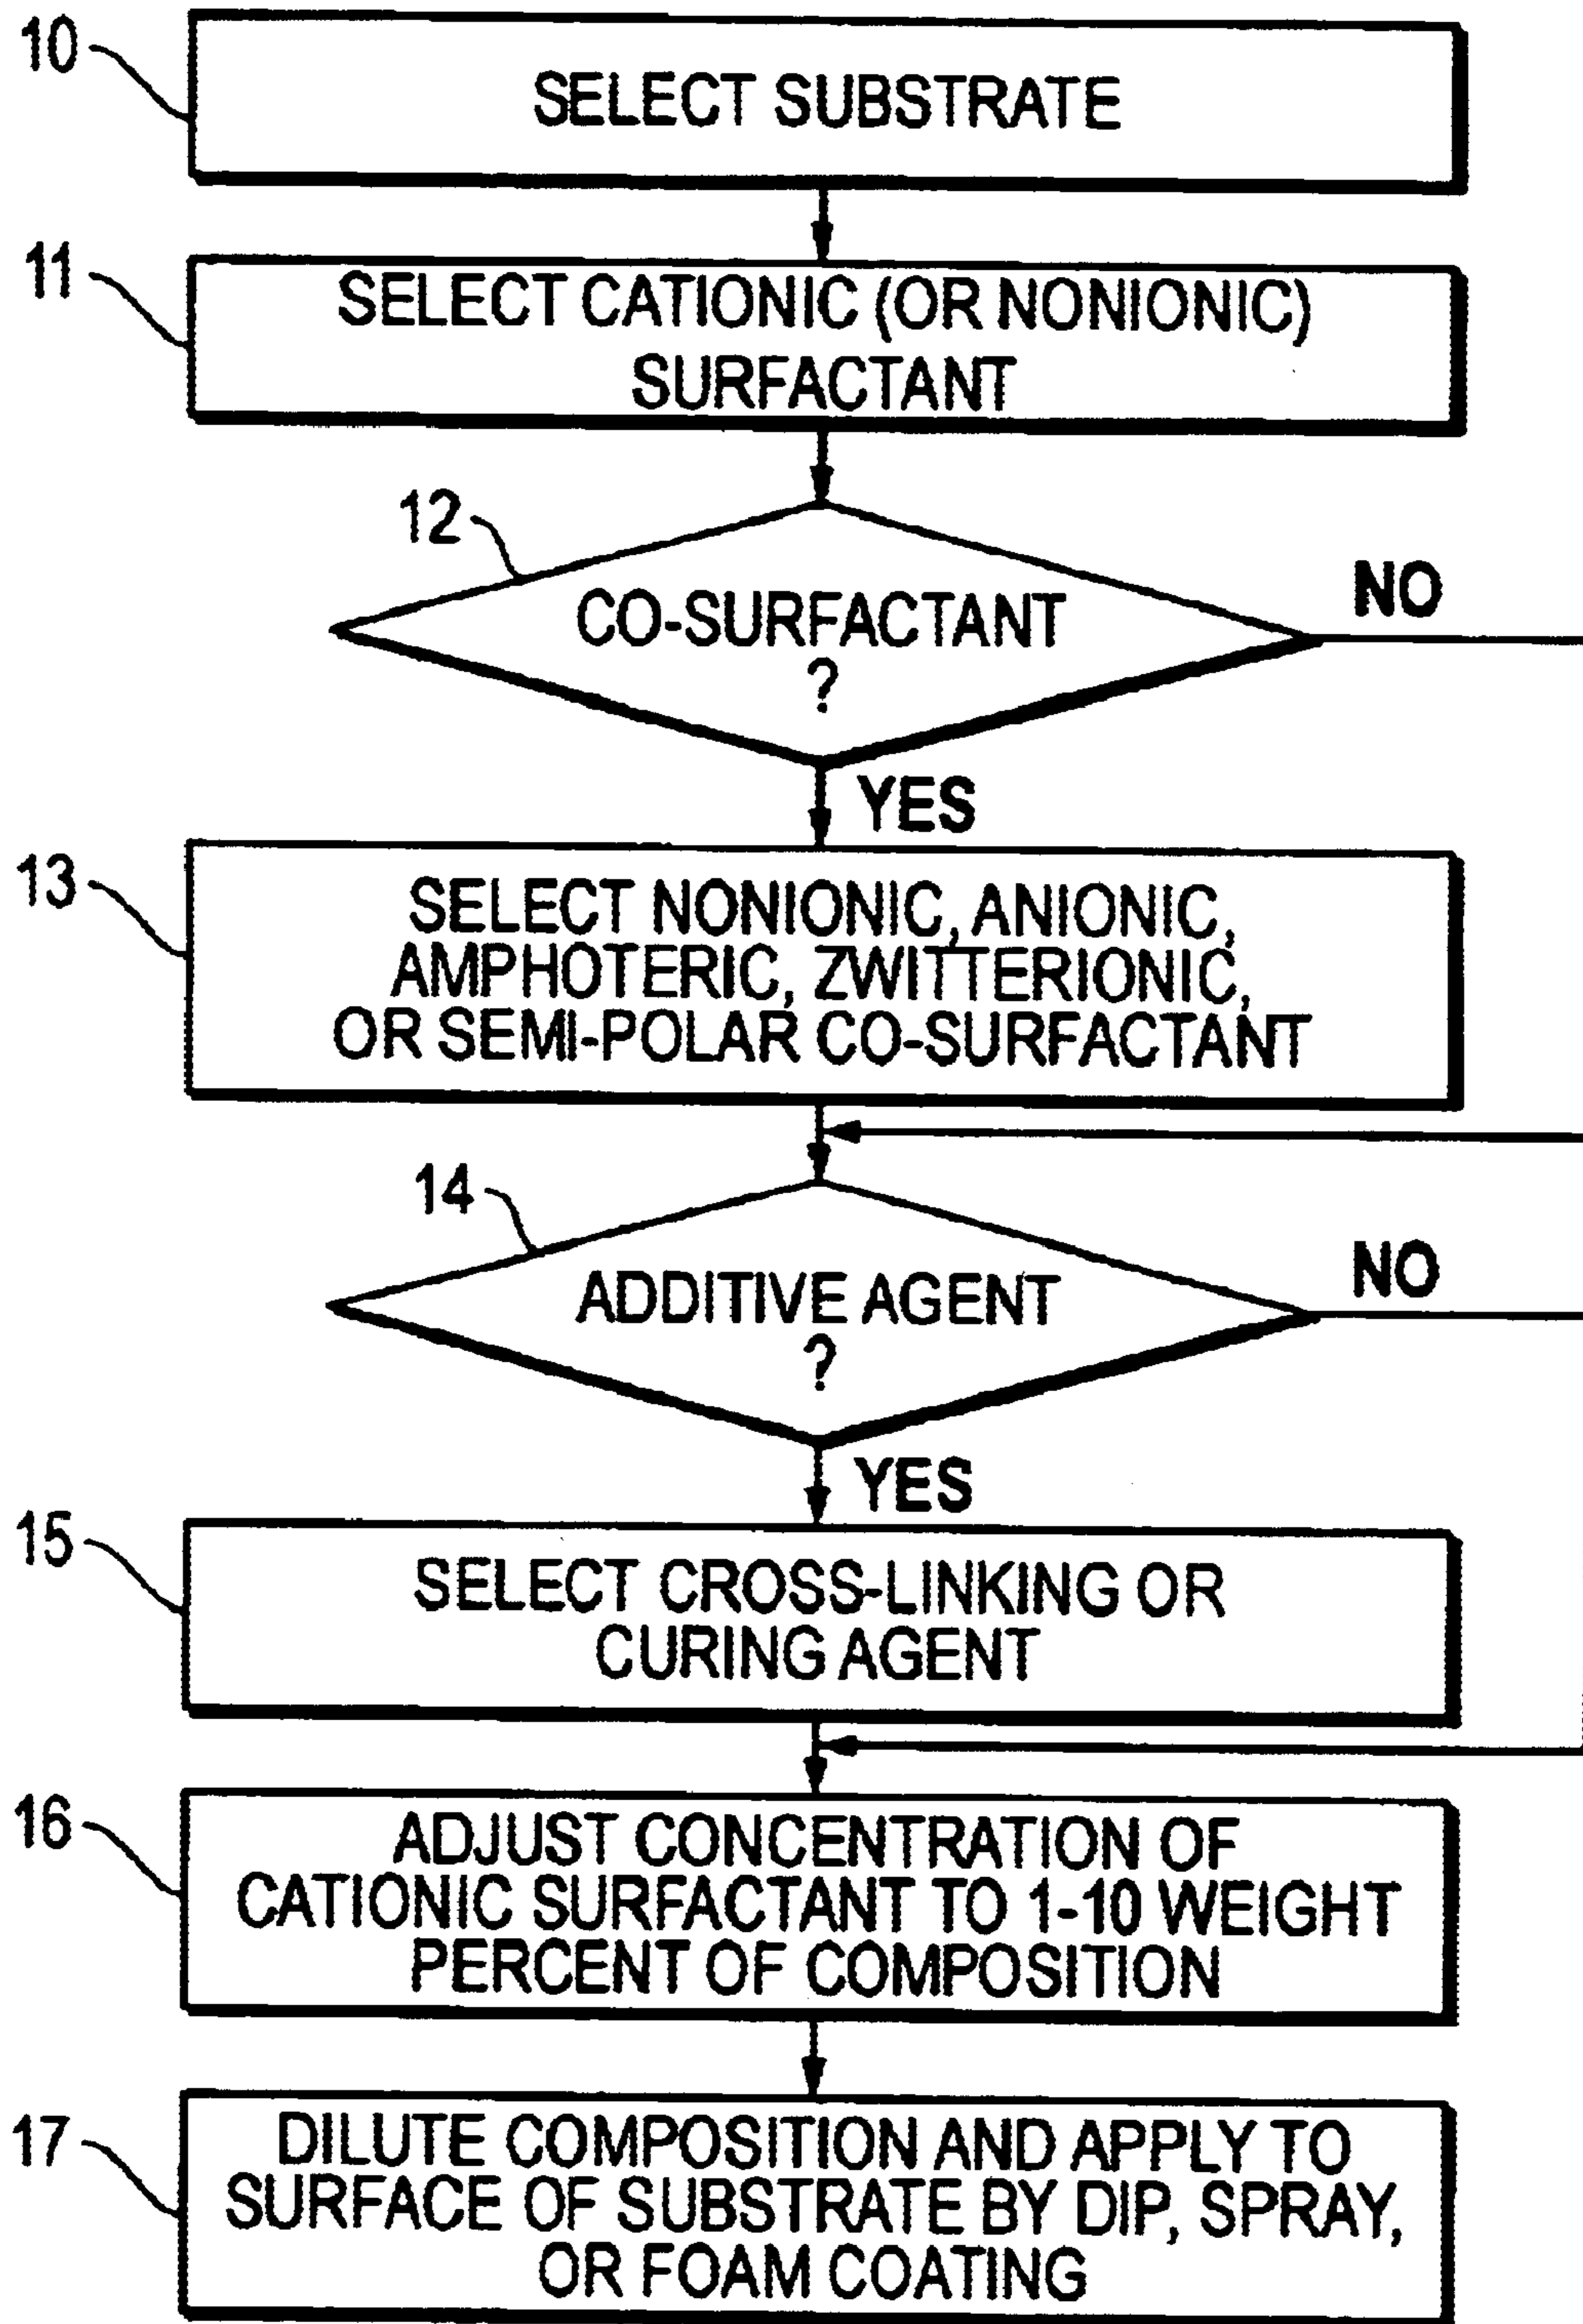 10
SELECT SUBSTRATE
11
SELECT CATIONIC (OR NONIONIC)
SURFACTANT
12
CO-SURFACTANT
?
NO
YES
13
SELECT NONIONIC, ANIONIC,
AMPHOTERIC, ZWITTERIONIC,
OR SEMI-POLAR CO-SURFACTANT
14
ADDITIVE AGENT
?
NO
YES
15
SELECT CROSS-LINKING OR
CURING AGENT
16
ADJUST CONCENTRATION OF
CATIONIC SURFACTANT TO 1-10 WEIGHT
PERCENT OF COMPOSITION
17
DILUTE COMPOSITION AND APPLY TO
SURFACE OF SUBSTRATE BY DIP, SPRAY,
OR FOAM COATING